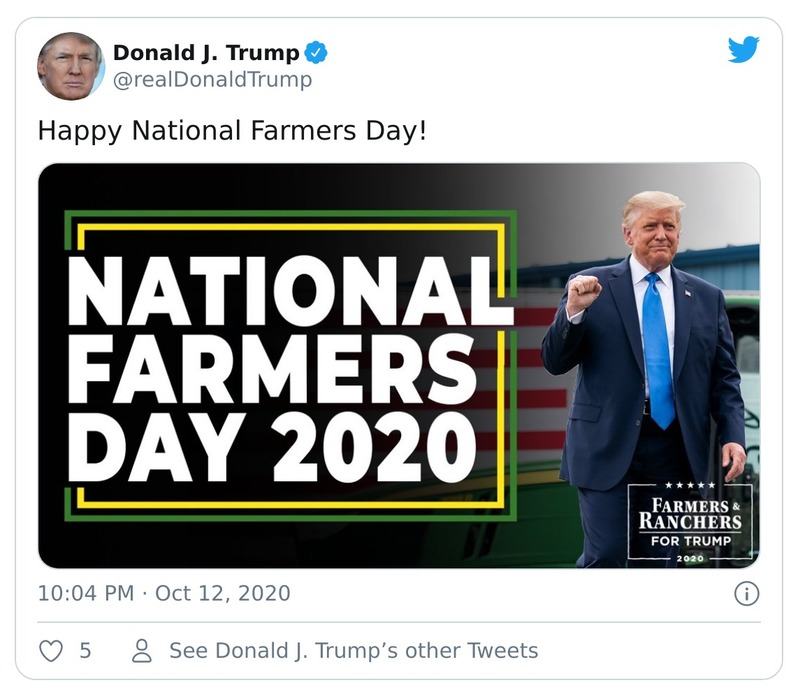 Donald J. Trump
@realDonaldTrump
Happy National Farmers Day!
NATIONAL
FARMERS
DAY 2020
FARMERS &
RANCHERS
FOR TRUMP
2020
10:04 PM · Oct 12, 2020
5
See Donald J. Trump’s other Tweets